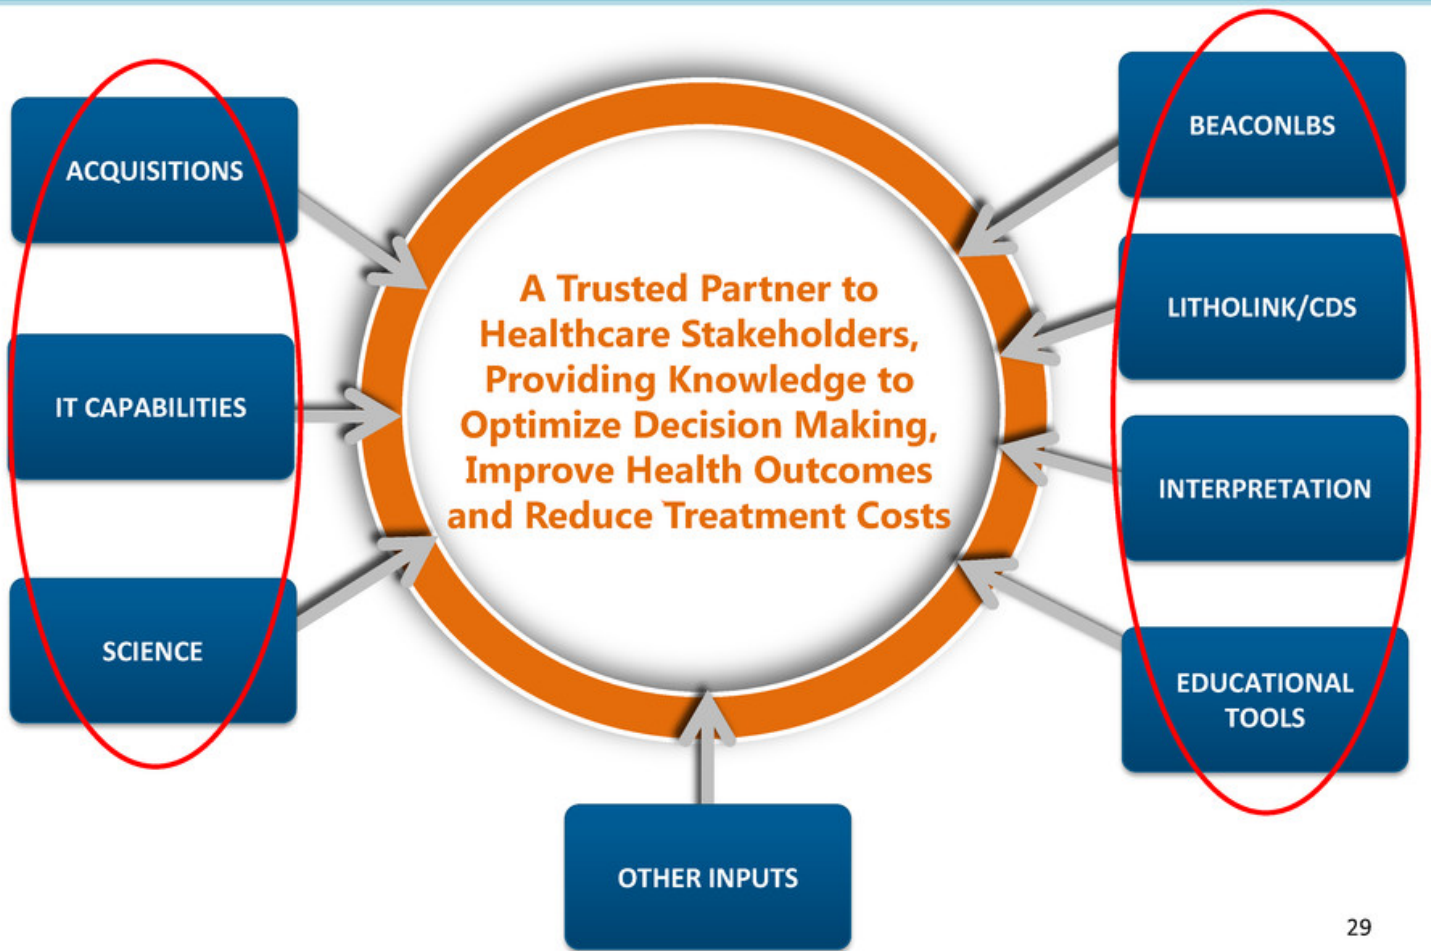 ACQUISITIONS
IT CAPABILITIES
SCIENCE
A Trusted Partner to
Healthcare Stakeholders,
Providing Knowledge to
Optimize Decision Making,
Improve Health Outcomes
and Reduce Treatment Costs
BEACONLBS
LITHOLINK/CDS
INTERPRETATION
EDUCATIONAL
TOOLS
OTHER INPUTS
29